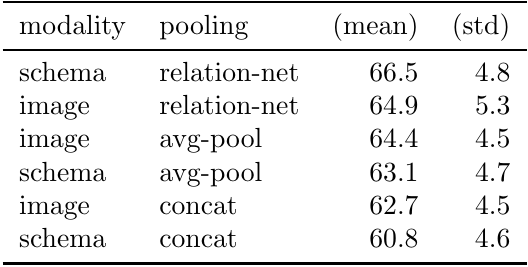 modality pooling (mean) (std)
schema relation-net 66.5 4.8
image relation-net 64.9 5.3
image avg-pool 64.4 4.5
schema avg-pool 63.1 4.7
image concat 62.7 4.5
schema concat 60.8 4.6